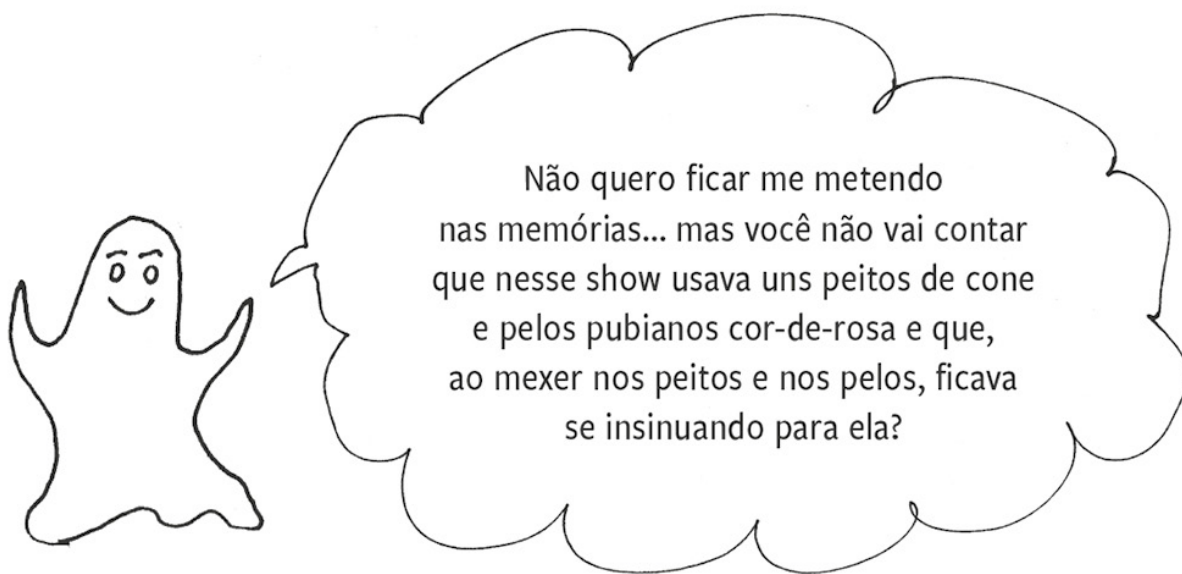 Não quero ficar me metendo
nas memórias... mas você não vai contar
que nesse show usava uns peitos de cone
e pelos pubianos cor-de-rosa e que,
ao mexer nos peitos e nos pelos, ficava
se insinuando para ela?